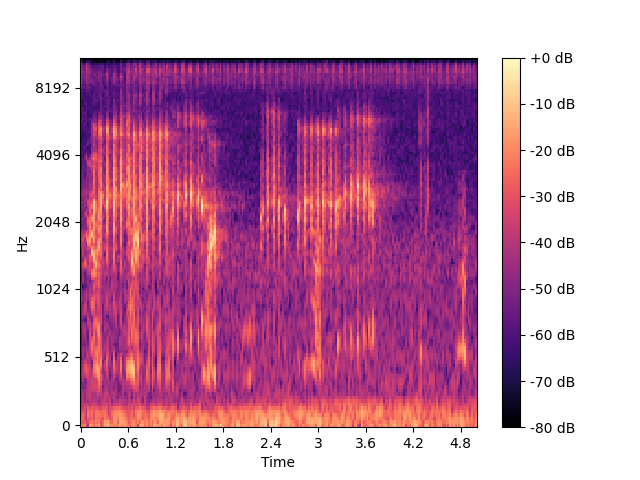 +0 dB
8192
-10 dB
4096
-20 dB
-30 dB
2048
Hz
-40 dB
1024
-50 dB
-60 dB
512
-70 dB
0
-80 dB
0 0.6 1.2 1.8 2.4 3 3.6 4.2 4.8
Time